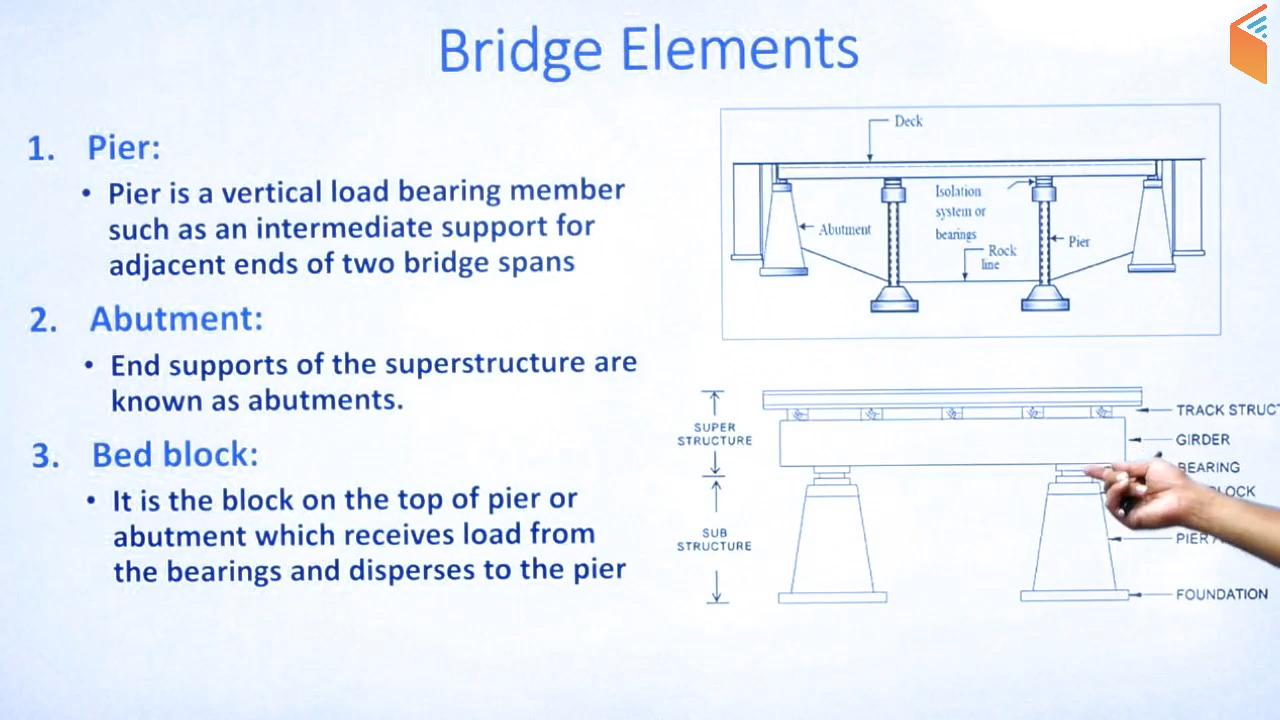 Bridge Elements
1. Pier:
• Pier is a vertical load bearing member
such as an intermediate support for
adjacent ends of two bridge spans
2. Abutment:
• End supports of the superstructure are
known as abutments.
3. Bed block:
• It is the block on the top of pier or
abutment which receives load from
the bearings and disperses to the pier
Deck
Isolation
system or
bearings
Abutment
Pier
Rock
line
SUPER
STRUCTURE
SUB
STRUCTURE
TRACK STRUCT
GIRDER
BEARING
LOCK
PIER
FOUNDATION